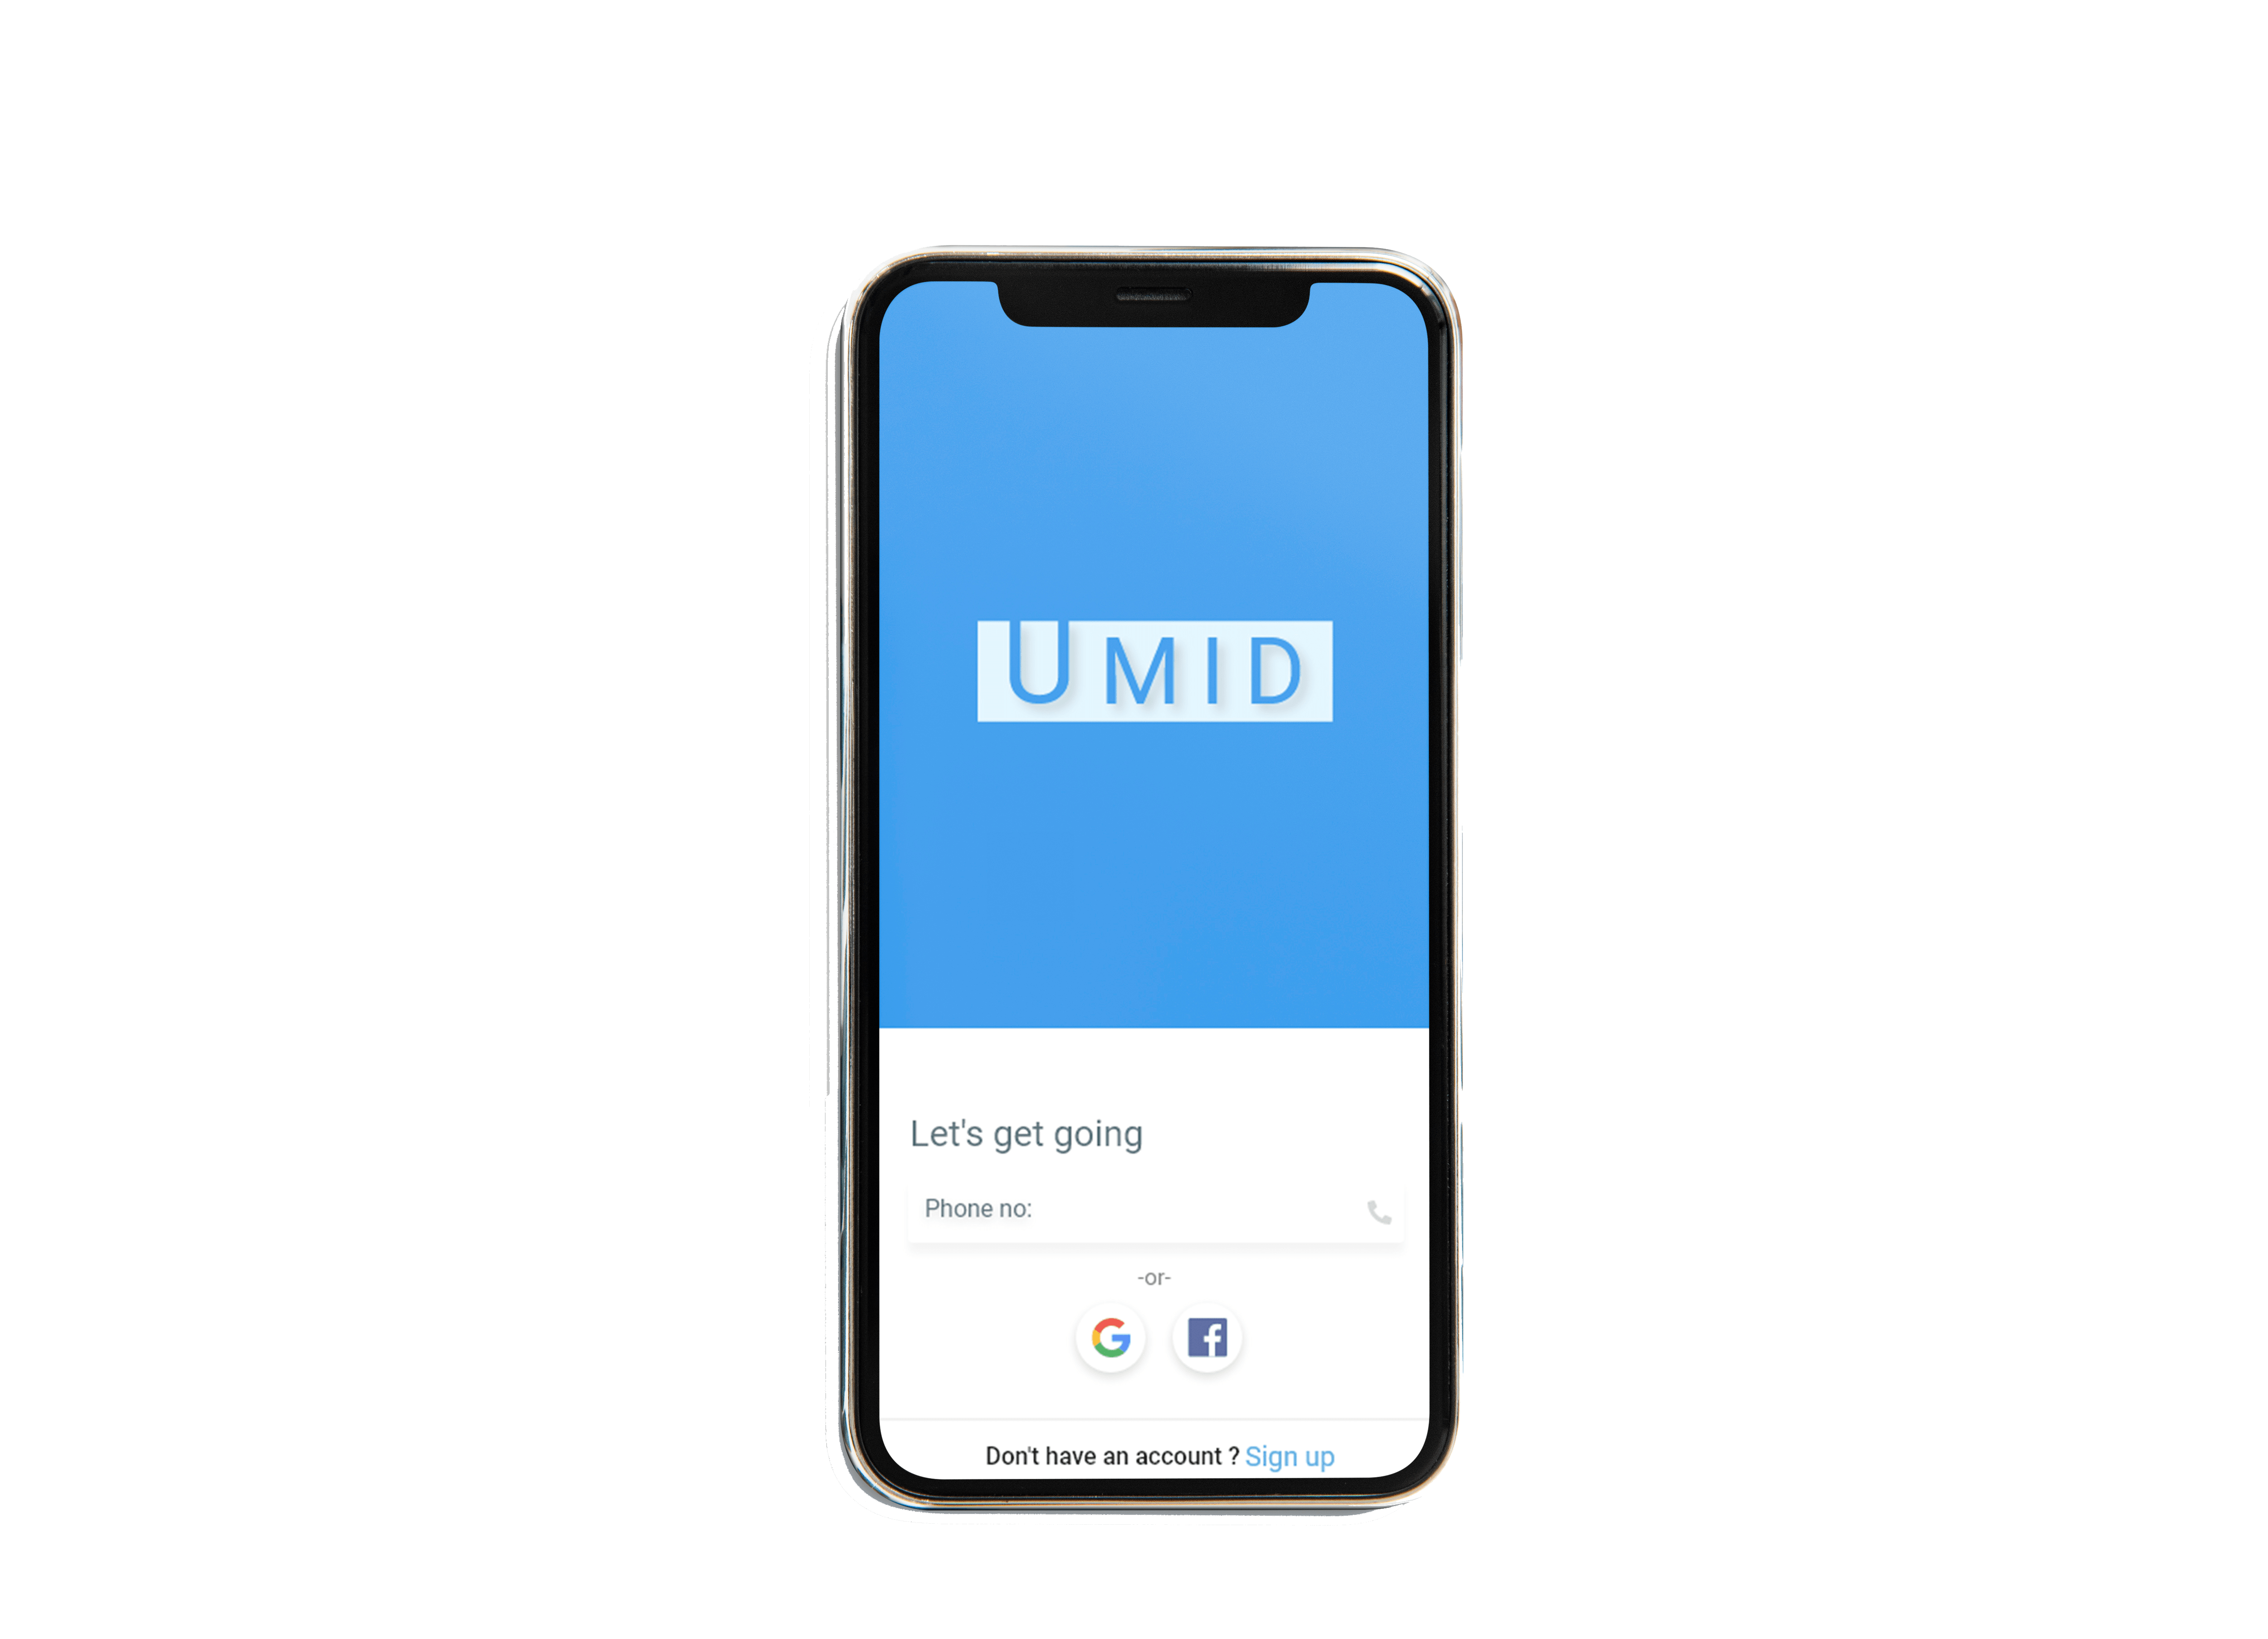 UMID
Let's get going
Phone no:
-or-
Don't have an account ? Sign up